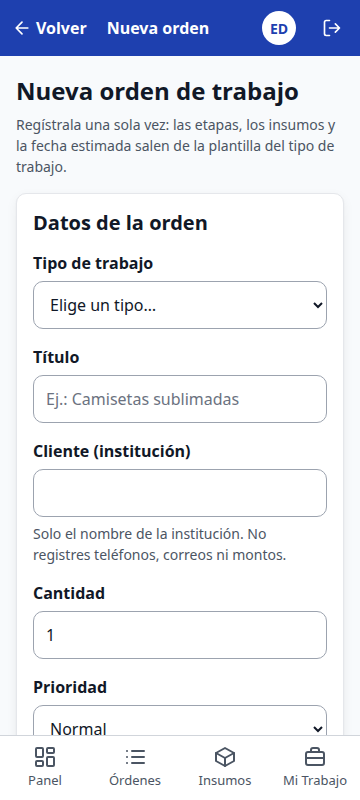 Volver Nueva orden ED
Nueva orden de trabajo
Regístrala una sola vez: las etapas, los insumos y
la fecha estimada salen de la plantilla del tipo de
trabajo.
Datos de la orden
Tipo de trabajo
Elige un tipo...
Título
Ej.: Camisetas sublimadas
Cliente (institución)
Solo el nombre de la institución. No
registres teléfonos, correos ni montos.
Cantidad
1
Prioridad
Normal
Panel Órdenes Insumos Mi Trabajo